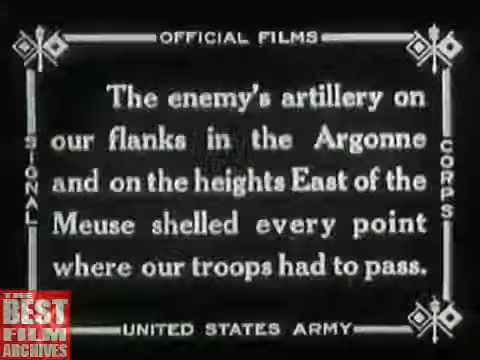 OFFICIAL FILMS
The enemy's artillery on
our flanks in the Argonne
and on the heights East of the
Meuse shelled every point
where our troops had to pass.
SIGNAL
CORPS
UNITED STATES ARMY
THE
BEST
FILM
ARCHIVES